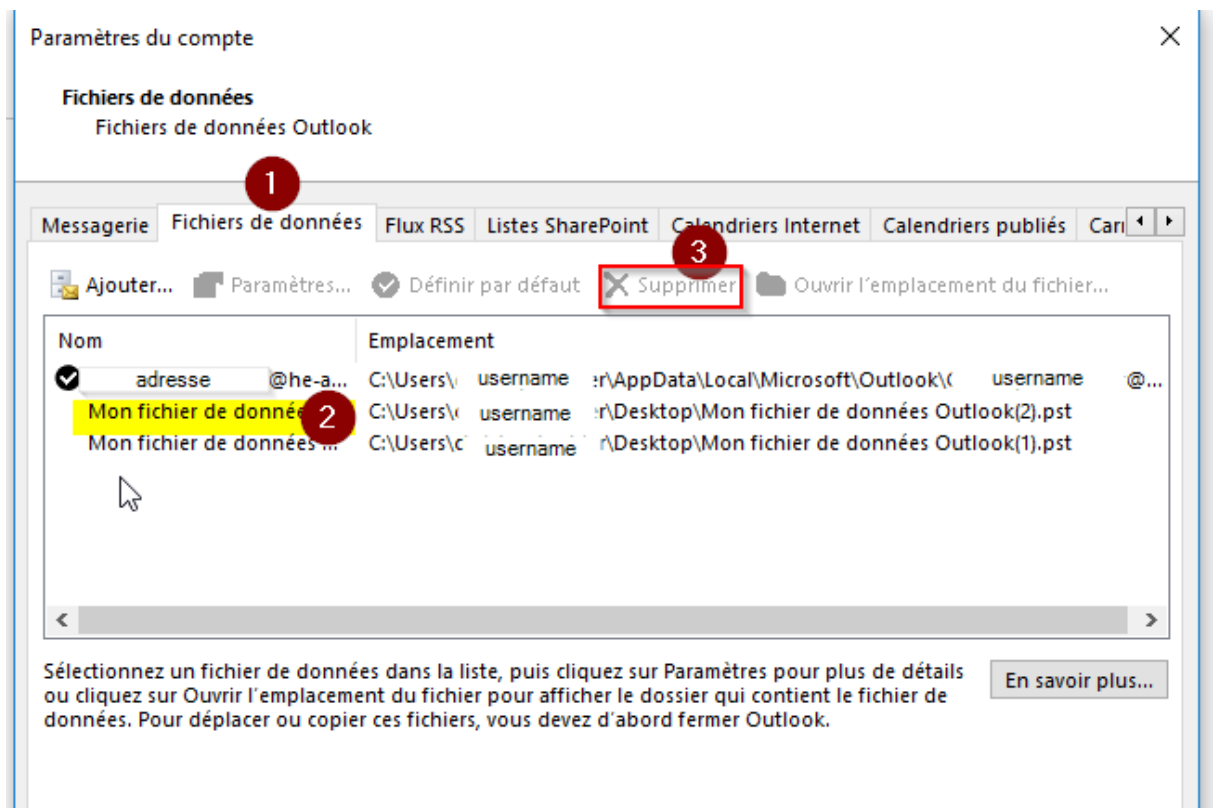 Paramètres du compte
Fichiers de données
Fichiers de données Outlook
1
Messagerie Fichiers de données Flux RSS Listes SharePoint Calendriers Internet Calendriers publiés
3
Ajouter... Paramètres... Définir par défaut Supprimer Ouvrir l'emplacement du fichier...
Nom Emplacement
adresse @he-a... C:\Users\ username r\AppData\Local\Microsoft\Outlook\ username @...
Mon fichier de donné 2 C:\Users\ username r\Desktop\Mon fichier de données Outlook(2).pst
Mon fichier de données ... C:\Users\c username r\Desktop\Mon fichier de données Outlook(1).pst
Sélectionnez un fichier de données dans la liste, puis cliquez sur Paramètres pour plus de détails
ou cliquez sur Ouvrir l'emplacement du fichier pour afficher le dossier qui contient le fichier de
données. Pour déplacer ou copier ces fichiers, vous devez d'abord fermer Outlook.
En savoir plus...